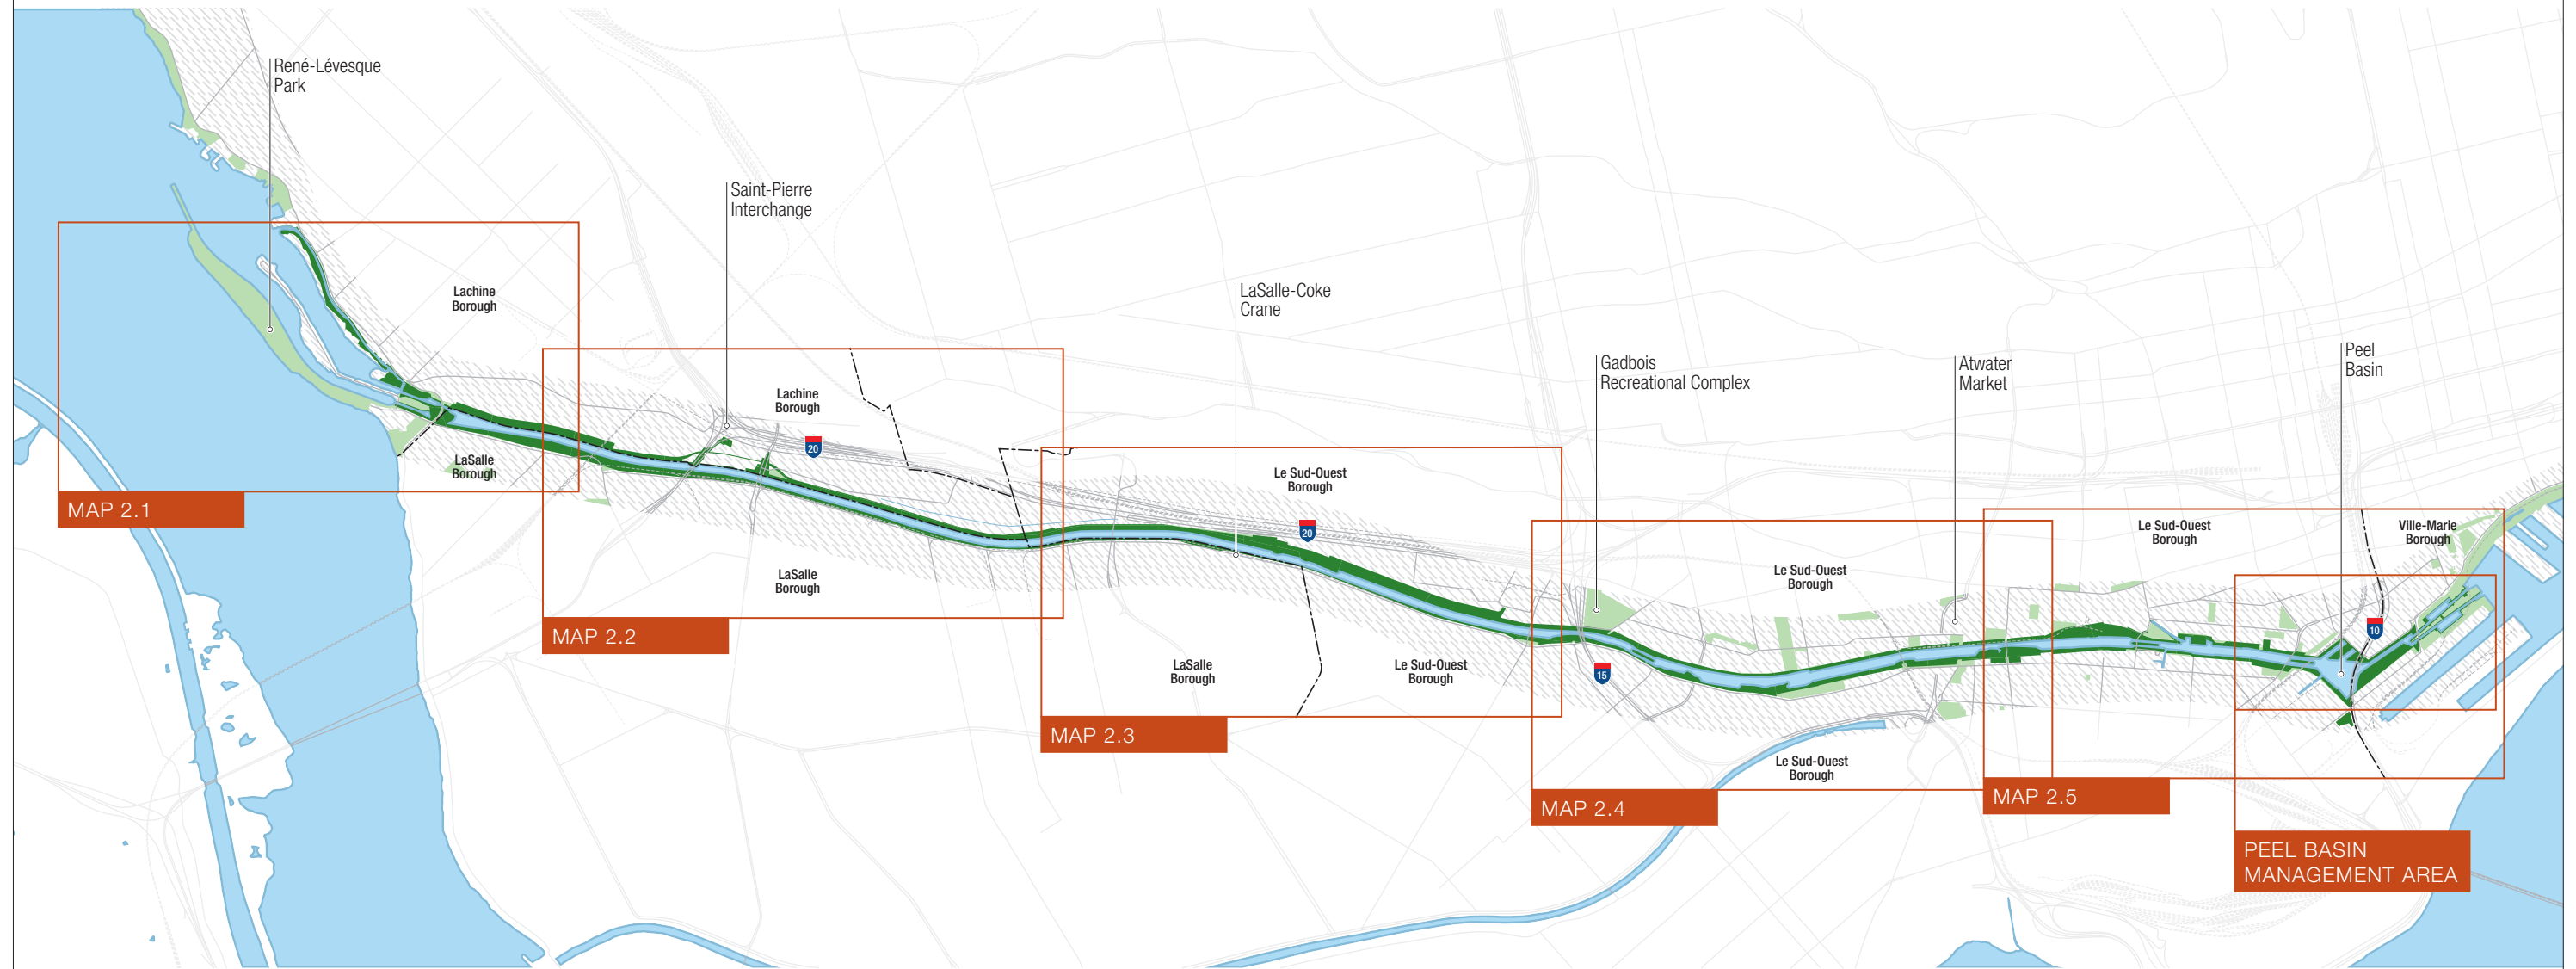 René-Lévesque
Park
Saint-Pierre
Interchange
LaSalle-Coke
Crane
Gadbois
Recreational Complex
Atwater
Market
Peel
Basin
Lachine
Borough
LaSalle
Borough
MAP 2.1
Lachine
Borough
20
LaSalle
Borough
MAP 2.2
Le Sud-Ouest
Borough
20
LaSalle
Borough
Le Sud-Ouest
Borough
MAP 2.3
Le Sud-Ouest
Borough
15
Le Sud-Ouest
Borough
MAP 2.4
Le Sud-Ouest
Borough
Ville-Marie
Borough
10
MAP 2.5
PEEL BASIN
MANAGEMENT AREA